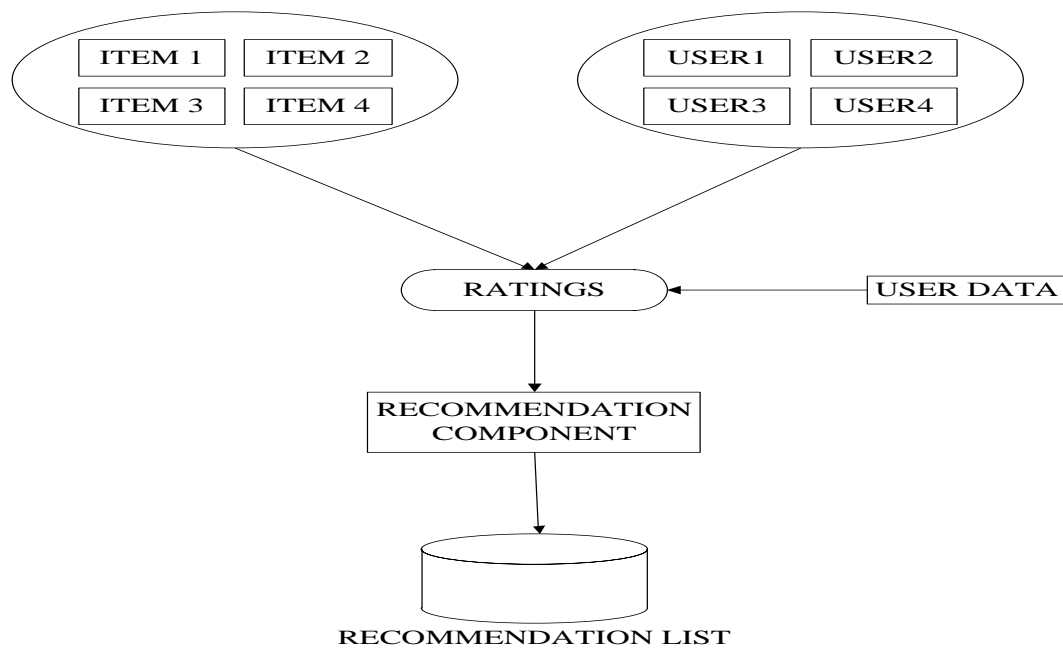 ITEM 1
ITEM 2
ITEM 3
ITEM 4
USER1
USER2
USER3
USER4
RATINGS
USER DATA
RECOMMENDATION
COMPONENT
RECOMMENDATION LIST